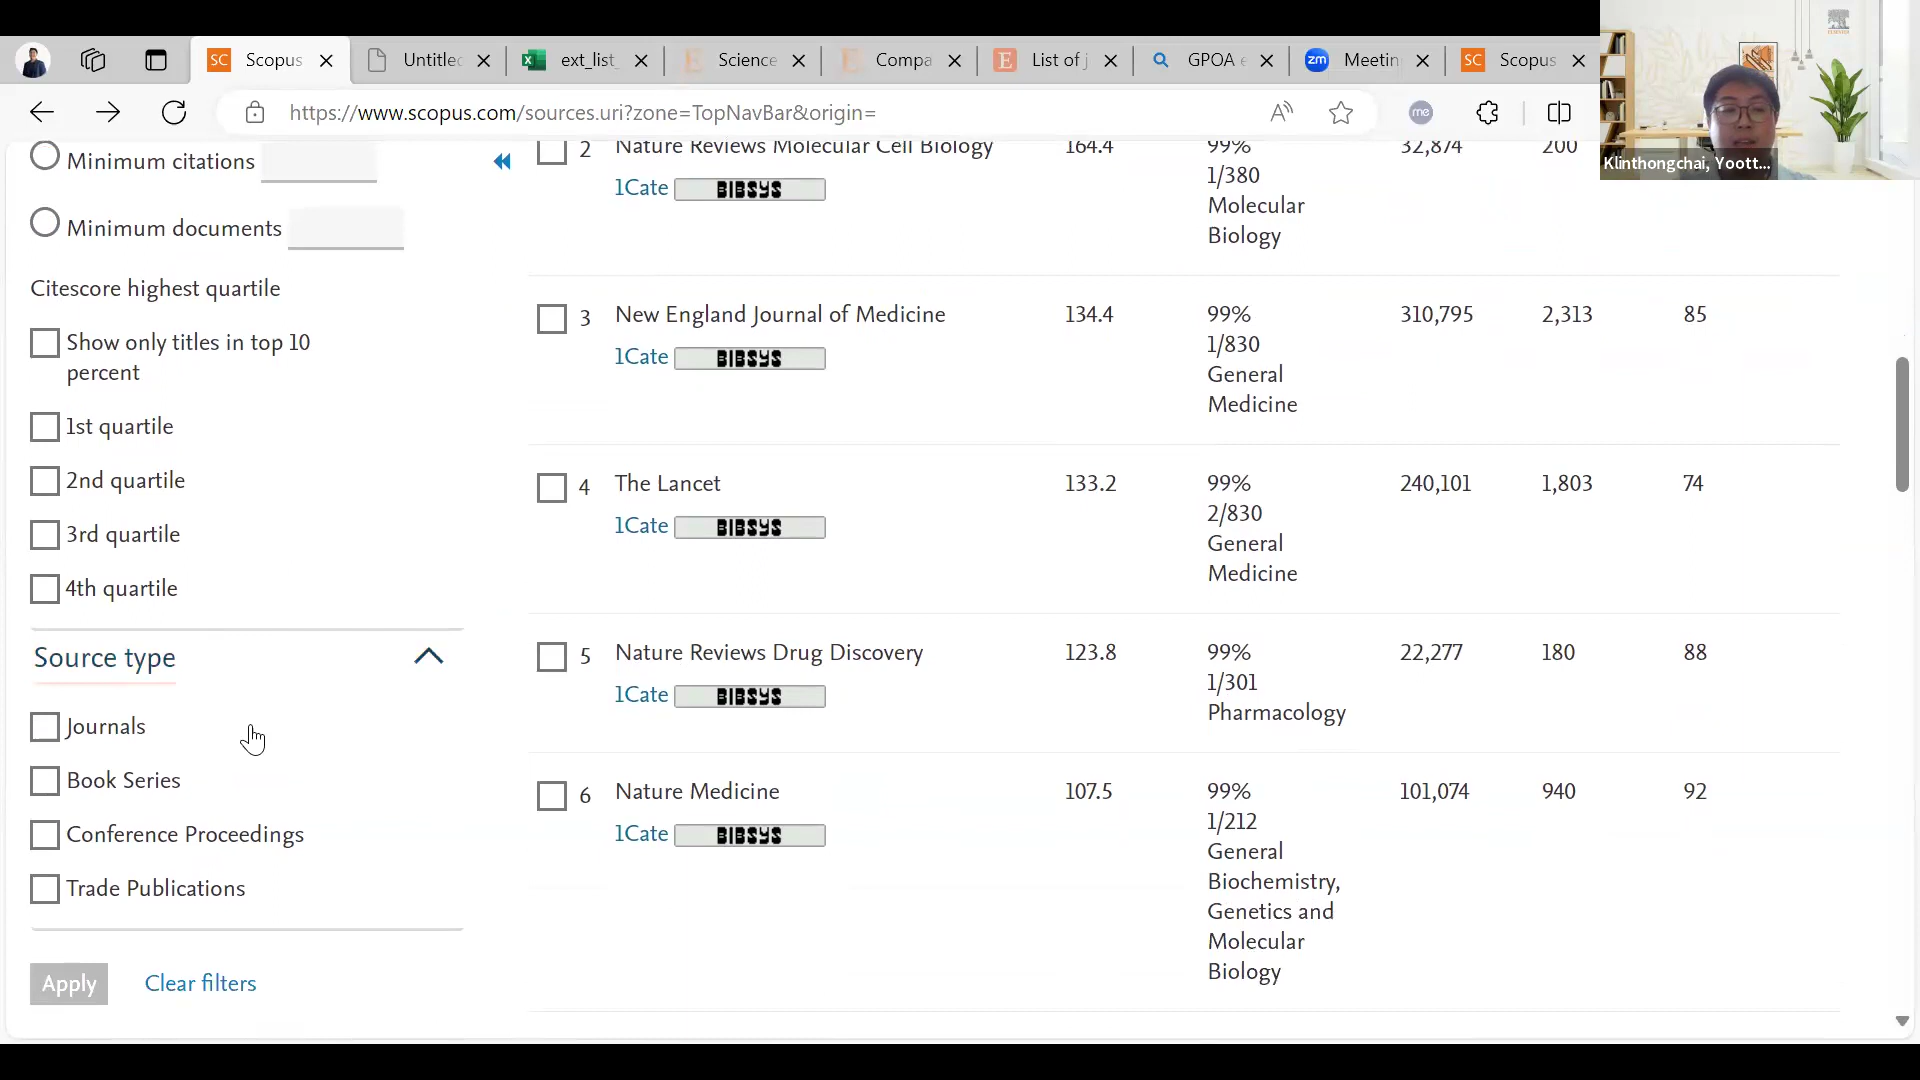 Scopus
Untitled
ext_list_
Science
Compa
List of j
GPOA e
zm
Meetin
Scopus
https://www.scopus.com/sources.uri?zone=TopNavBar&origin=
me
Klinthongchai, Yoott...
Minimum citations
Minimum documents
Citescore highest quartile
Show only titles in top 10
percent
1st quartile
2nd quartile
3rd quartile
4th quartile
Source type
Journals
Book Series
Conference Proceedings
Trade Publications
Apply
Clear filters
2 Nature Reviews Molecular Cell Biology 164.4 99% 32,874 200
1/380
Molecular
Biology
1Cate BIBSYS
3 New England Journal of Medicine 134.4 99% 310,795 2,313 85
1/830
General
Medicine
1Cate BIBSYS
4 The Lancet 133.2 99% 240,101 1,803 74
2/830
General
Medicine
1Cate BIBSYS
5 Nature Reviews Drug Discovery 123.8 99% 22,277 180 88
1/301
Pharmacology
1Cate BIBSYS
6 Nature Medicine 107.5 99% 101,074 940 92
1/212
General
Biochemistry,
Genetics and
Molecular
Biology
1Cate BIBSYS